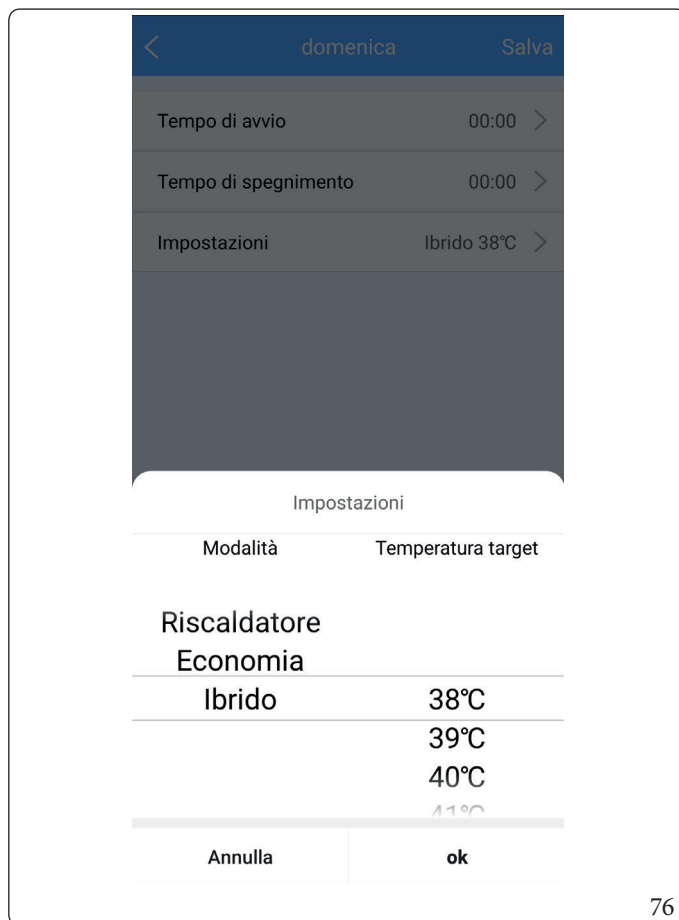 domenica Salva
Tempo di avvio 00:00
Tempo di spegnimento 00:00
Impostazioni Ibrido 38℃
Impostazioni
Modalità Temperatura target
Riscaldatore
Economia
Ibrido 38℃
39℃
40℃
41℃
Annulla ok
76